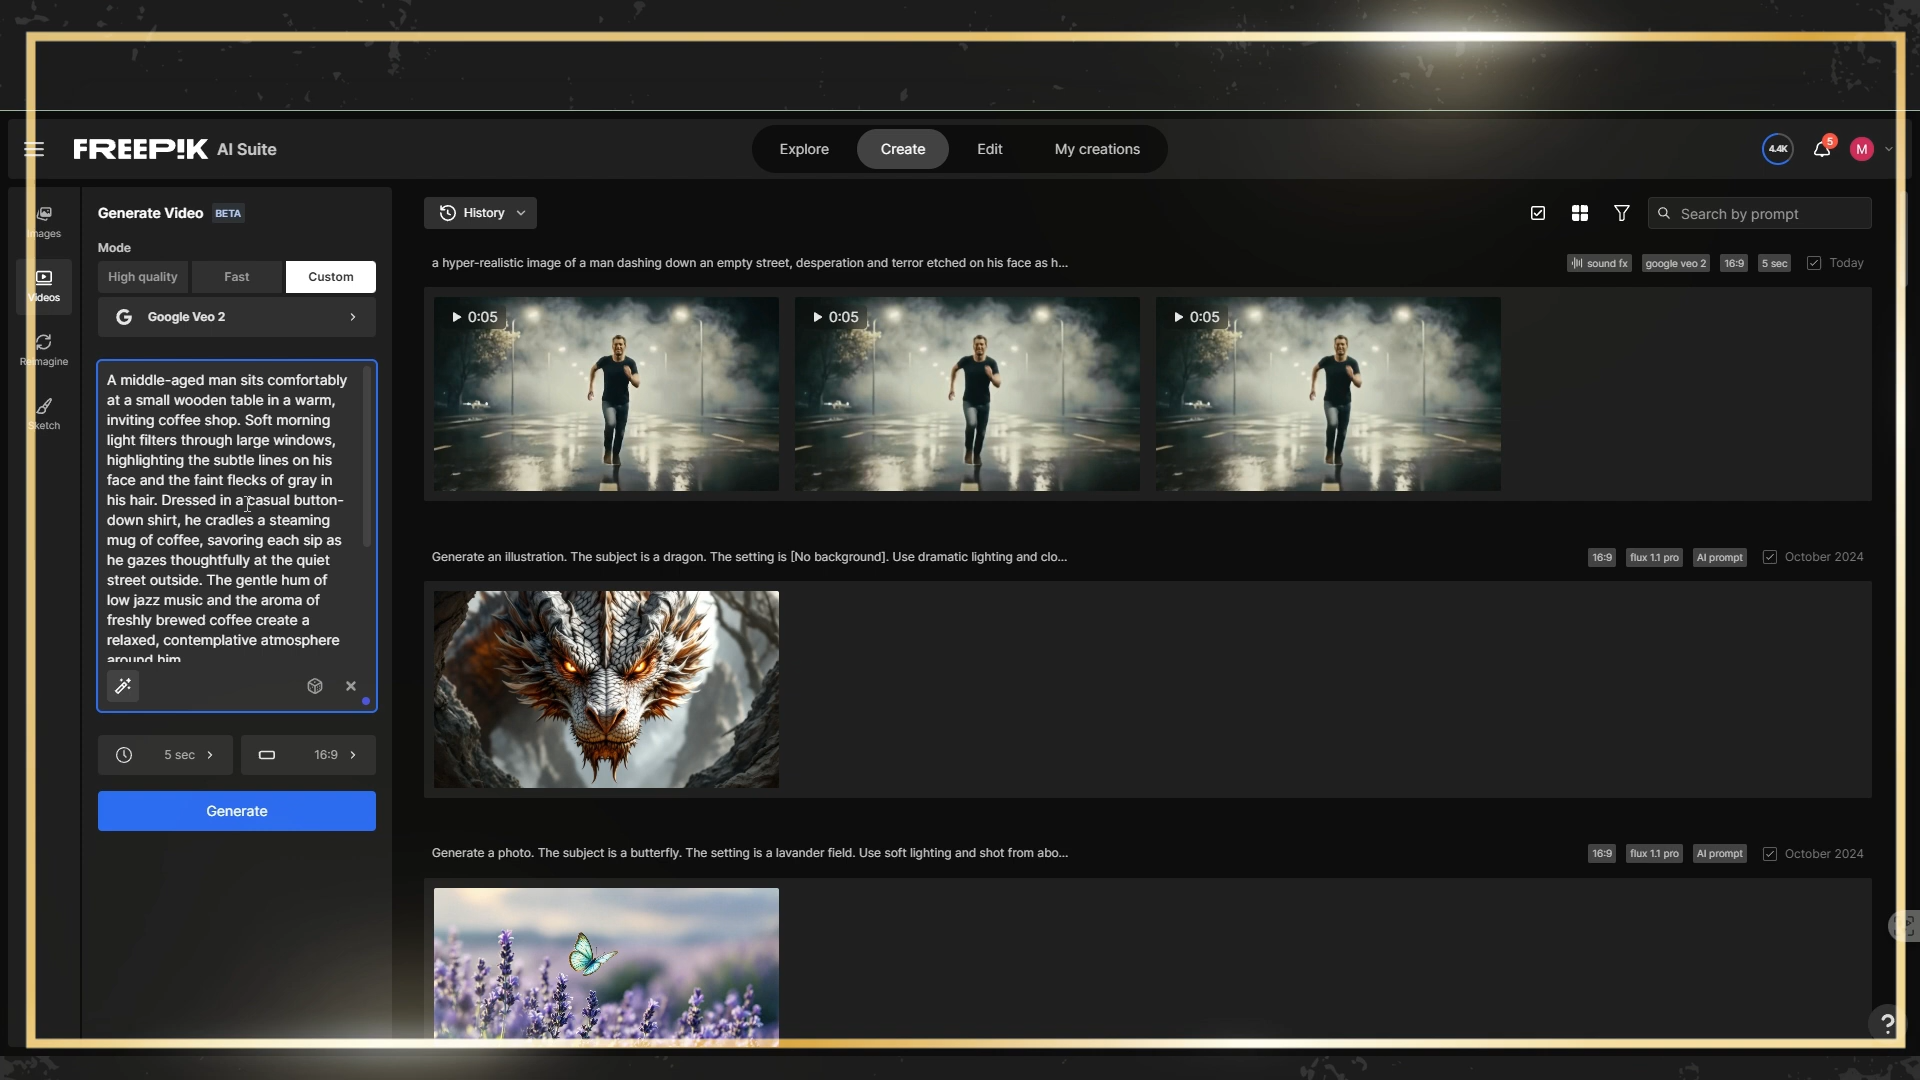 FREEP!K AI Suite
Explore
Create
Edit
My creations
4.4K
5
M
Images
Videos
Reimagine
Sketch
Generate Video BETA
Mode
High quality
Fast
Custom
G Google Veo 2
A middle-aged man sits comfortably
at a small wooden table in a warm,
inviting coffee shop. Soft morning
light filters through large windows,
highlighting the subtle lines on his
face and the faint flecks of gray in
his hair. Dressed in a casual button-
down shirt, he cradles a steaming
mug of coffee, savoring each sip as
he gazes thoughtfully at the quiet
street outside. The gentle hum of
low jazz music and the aroma of
freshly brewed coffee create a
relaxed, contemplative atmosphere
around him.
5 sec
16:9
Generate
History
Search by prompt
a hyper-realistic image of a man dashing down an empty street, desperation and terror etched on his face as h...
sound fx
google veo 2
16:9
5 sec
Today
0:05
0:05
0:05
Generate an illustration. The subject is a dragon. The setting is [No background]. Use dramatic lighting and clo...
16:9
flux 1.1 pro
AI prompt
October 2024
Generate a photo. The subject is a butterfly. The setting is a lavander field. Use soft lighting and shot from abo...
16:9
flux 1.1 pro
AI prompt
October 2024
?